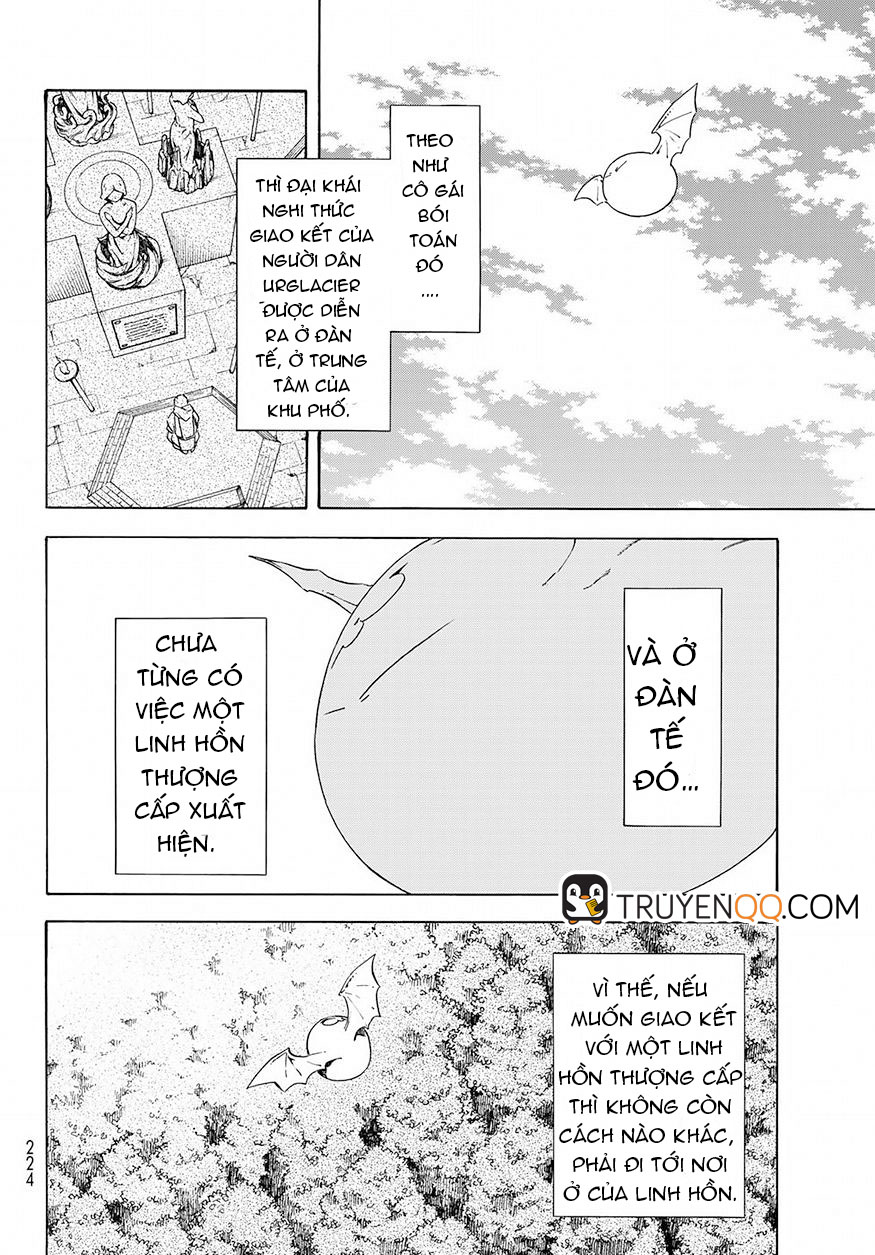 THEO
NHƯ
CÔ GÁI
BÓI
TOÁN
ĐÓ
....
THÌ ĐẠI KHÁI
NGHI THỨC
GIAO KẾT CỦA
NGƯỜI DÂN
URGLACIER
ĐƯỢC DIỄN
RA Ở ĐÀN
TẾ, Ở TRUNG
TÂM CỦA
KHU PHỐ.
VÀ Ở
ĐÀN
TẾ
ĐÓ...
CHƯA
TỪNG CÓ
VIỆC MỘT
LINH HỒN
THƯỢNG
CẤP XUẤT
HIỆN.
TRUYENQQ.COM
VÌ THẾ, NẾU
MUỐN GIAO KẾT
VỚI MỘT LINH
HỒN THƯỢNG CẤP
THÌ KHÔNG CÒN
CÁCH NÀO KHÁC,
PHẢI ĐI TỚI NƠI
Ở CỦA LINH HỒN.
224